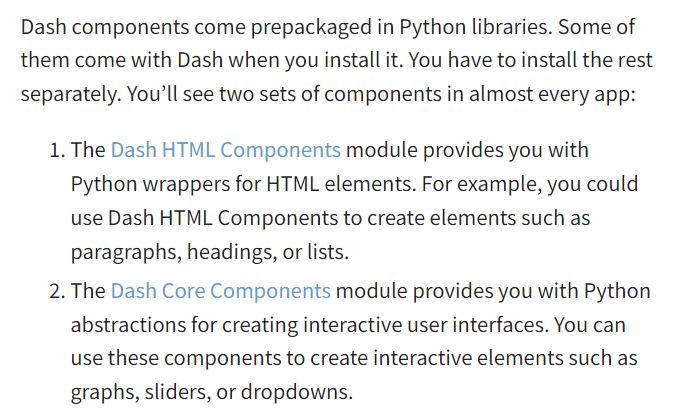 Dash components come prepackaged in Python libraries. Some of
them come with Dash when you install it. You have to install the rest
separately. You’ll see two sets of components in almost every app:
1. The Dash HTML Components module provides you with
Python wrappers for HTML elements. For example, you could
use Dash HTML Components to create elements such as
paragraphs, headings, or lists.
2. The Dash Core Components module provides you with Python
abstractions for creating interactive user interfaces. You can
use these components to create interactive elements such as
graphs, sliders, or dropdowns.